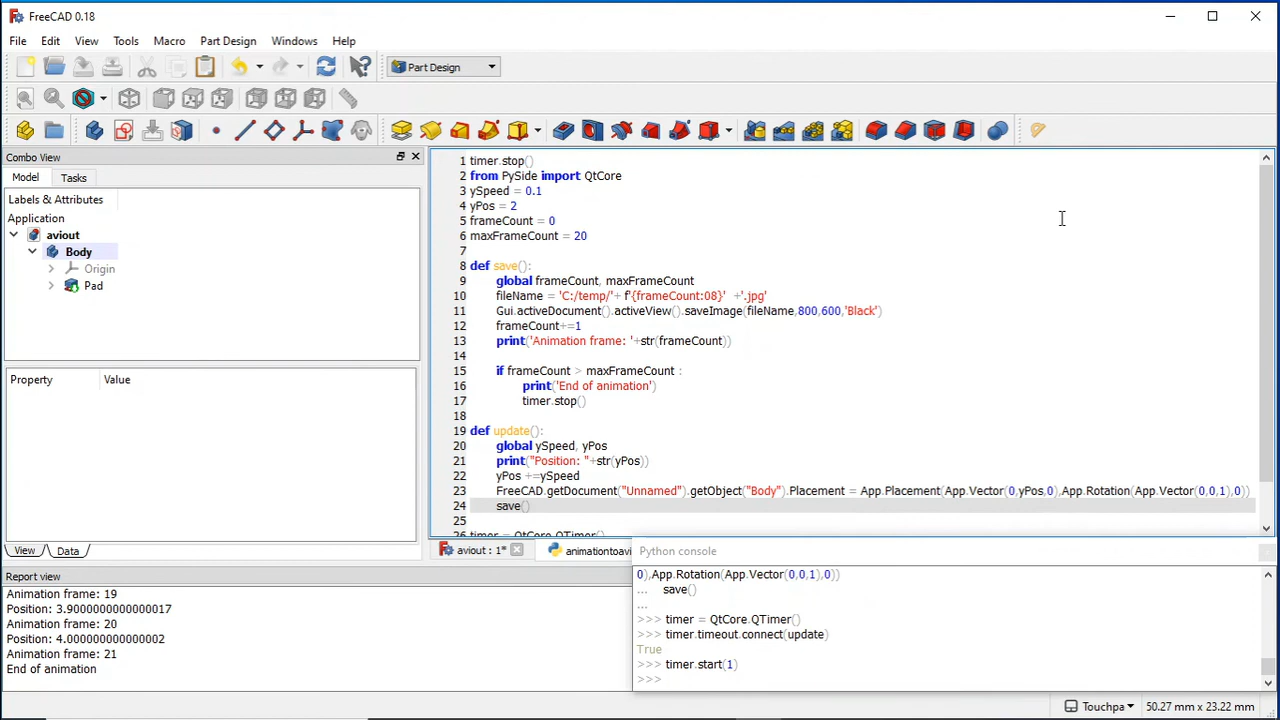 FreeCAD 0.18
File Edit View Tools Macro Part Design Windows Help
Part Design
Combo View
Model Tasks
Labels & Attributes
Application
aviout
Body
Origin
Pad
Property Value
View Data
1 timer.stop()
2 from PySide import QtCore
3 ySpeed = 0.1
4 yPos = 2
5 frameCount = 0
6 maxFrameCount = 20
7
8 def save():
9 global frameCount, maxFrameCount
10 fileName = 'C:/temp/'+ f'{frameCount:08}' +'.jpg'
11 Gui.activeDocument().activeView().saveImage(fileName,800,600,'Black')
12 frameCount+=1
13 print('Animation frame: '+str(frameCount))
14
15 if frameCount > maxFrameCount :
16 print('End of animation')
17 timer.stop()
18
19 def update():
20 global ySpeed, yPos
21 print("Position: "+str(yPos))
22 yPos +=ySpeed
23 FreeCAD.getDocument("Unnamed").getObject("Body").Placement = App.Placement(App.Vector(0,yPos,0),App.Rotation(App.Vector(0,0,1),0))
24 save()
25
26 timer = QtCore.QTimer()
aviout : 1* animationtoavi
Report view
Animation frame: 19
Position: 3.9000000000000017
Animation frame: 20
Position: 4.000000000000002
Animation frame: 21
End of animation
Python console
0),App.Rotation(App.Vector(0,0,1),0))
... save()
...
>>> timer = QtCore.QTimer()
>>> timer.timeout.connect(update)
True
>>> timer.start(1)
>>>
Touchpa 50.27 mm x 23.22 mm